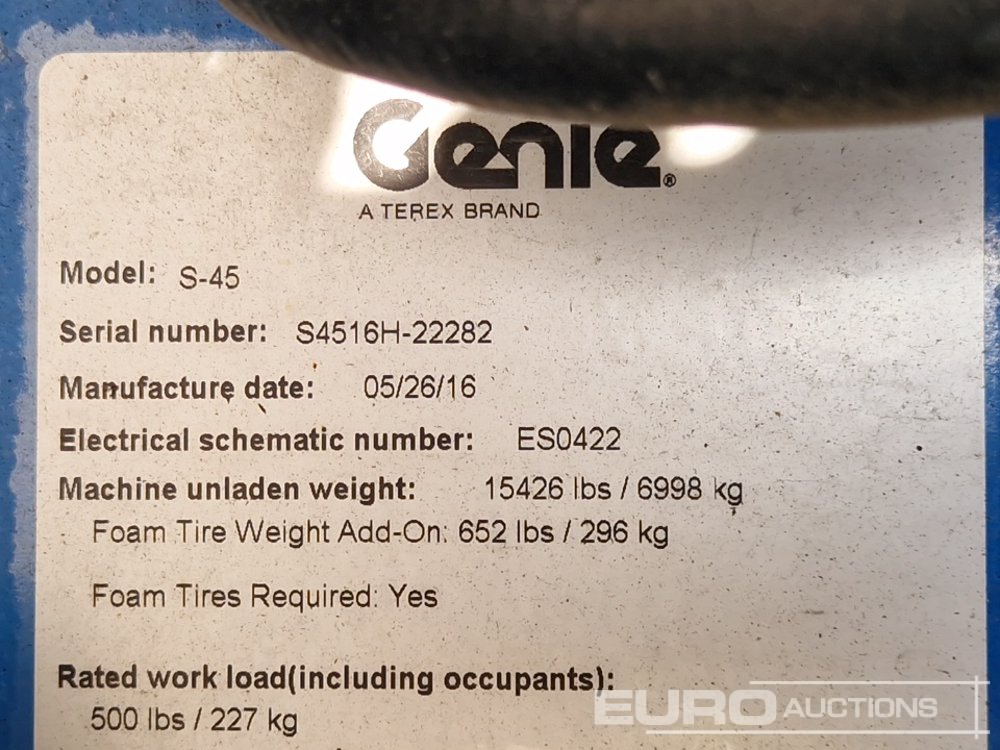 Genie®
A TEREX BRAND
Model: S-45
Serial number: S4516H-22282
Manufacture date: 05/26/16
Electrical schematic number: ES0422
Machine unladen weight: 15426 lbs / 6998 kg
Foam Tire Weight Add-On: 652 lbs / 296 kg
Foam Tires Required: Yes
Rated work load(including occupants):
500 lbs / 227 kg
EURO AUCTIONS